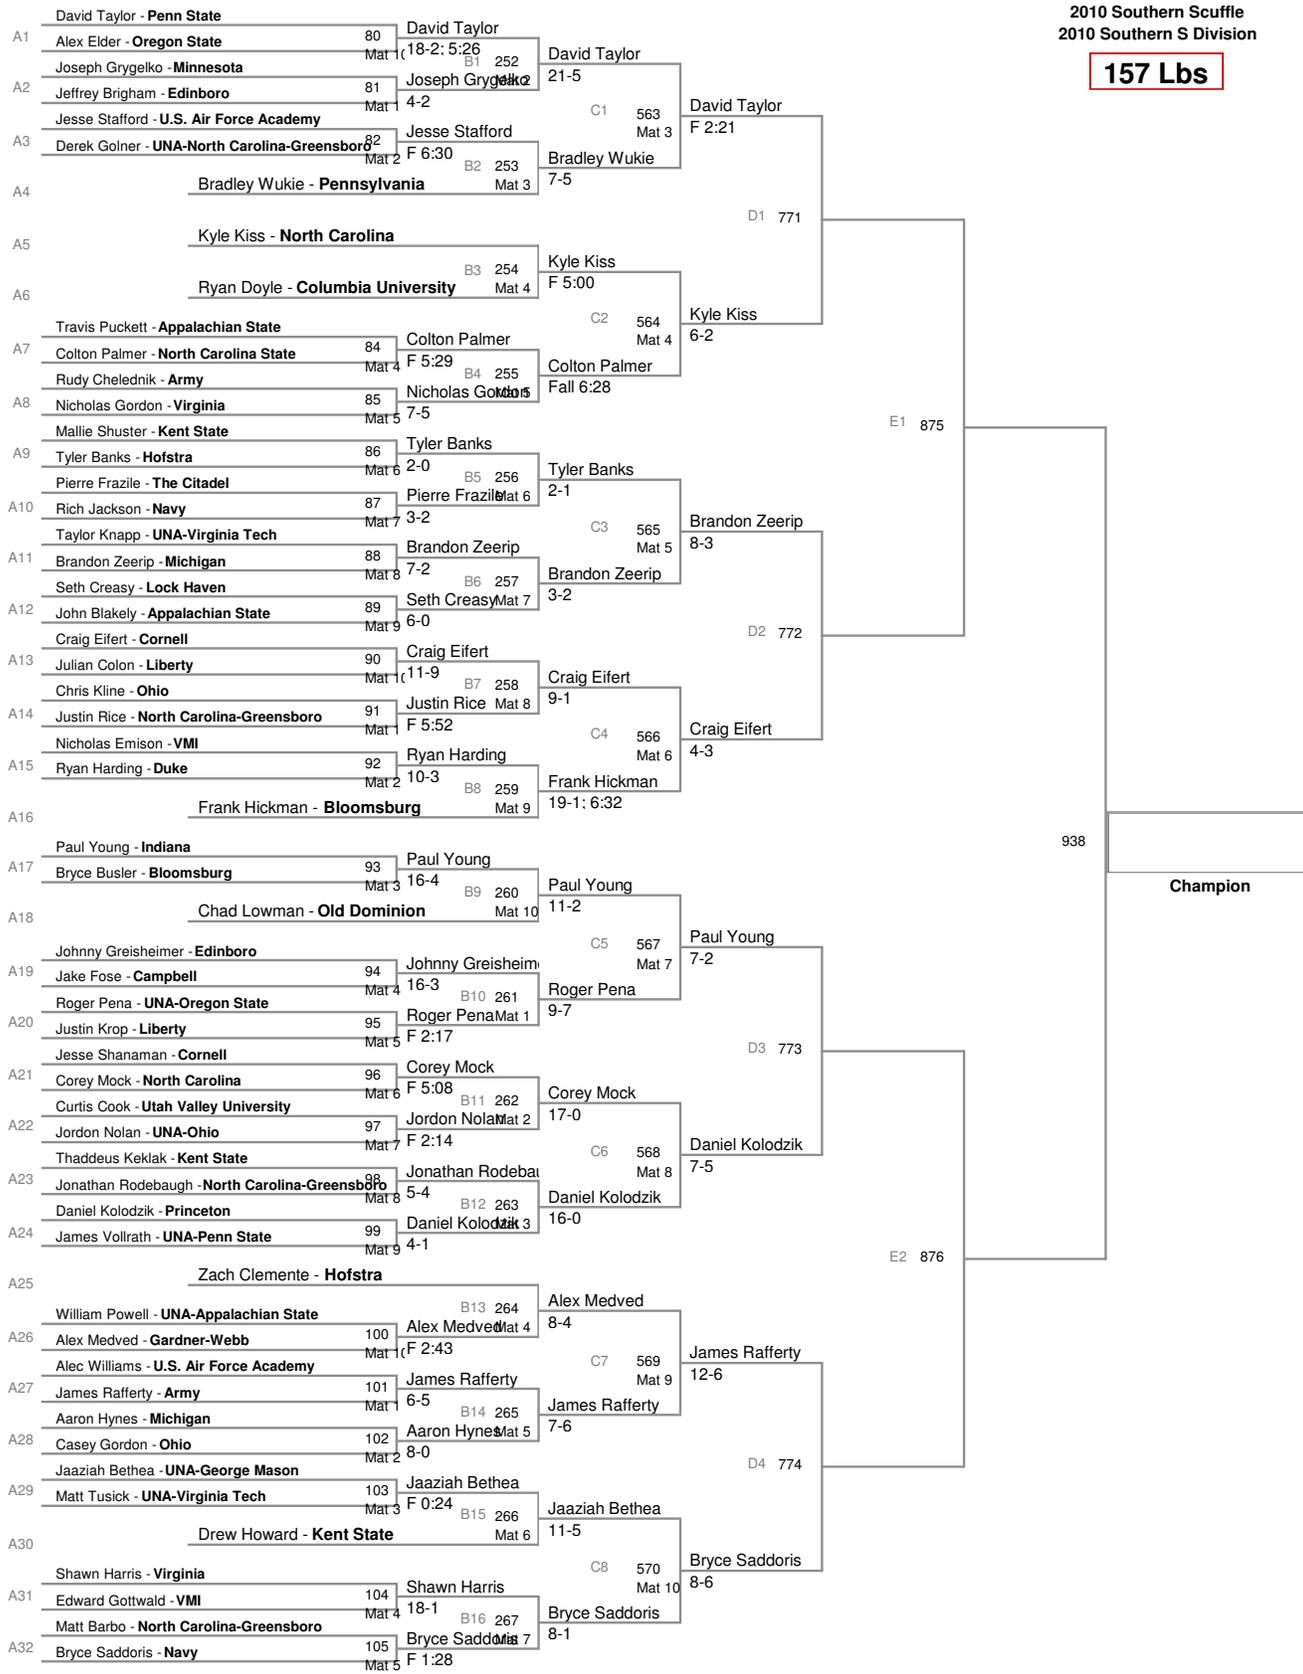 2010 Southern Scuffle
2010 Southern S Division
157 Lbs
A1
David Taylor - Penn State
Alex Elder - Oregon State
80
Mat 10
A2
Joseph Grygelko - Minnesota
Jeffrey Brigham - Edinboro
81
Mat 1
A3
Jesse Stafford - U.S. Air Force Academy
Derek Golner - UNA-North Carolina-Greensboro
82
Mat 2
A4
Bradley Wukie - Pennsylvania
A5
Kyle Kiss - North Carolina
A6
Ryan Doyle - Columbia University
A7
Travis Puckett - Appalachian State
Colton Palmer - North Carolina State
84
Mat 4
A8
Rudy Chelednik - Army
Nicholas Gordon - Virginia
85
Mat 5
A9
Mallie Shuster - Kent State
Tyler Banks - Hofstra
86
Mat 6
A10
Pierre Frazile - The Citadel
Rich Jackson - Navy
87
Mat 7
A11
Taylor Knapp - UNA-Virginia Tech
Brandon Zeerip - Michigan
88
Mat 8
A12
Seth Creasy - Lock Haven
John Blakely - Appalachian State
89
Mat 9
A13
Craig Eifert - Cornell
Julian Colon - Liberty
90
Mat 10
A14
Chris Kline - Ohio
Justin Rice - North Carolina-Greensboro
91
Mat 1
A15
Nicholas Emison - VMI
Ryan Harding - Duke
92
Mat 2
A16
Frank Hickman - Bloomsburg
A17
Paul Young - Indiana
Bryce Busler - Bloomsburg
93
Mat 3
A18
Chad Lowman - Old Dominion
A19
Johnny Greisheimer - Edinboro
Jake Fose - Campbell
94
Mat 4
A20
Roger Pena - UNA-Oregon State
Justin Krop - Liberty
95
Mat 5
A21
Jesse Shanaman - Cornell
Corey Mock - North Carolina
96
Mat 6
A22
Curtis Cook - Utah Valley University
Jordon Nolan - UNA-Ohio
97
Mat 7
A23
Thaddeus Keklak - Kent State
Jonathan Rodebaugh - North Carolina-Greensboro
98
Mat 8
A24
Daniel Kolodzik - Princeton
James Vollrath - UNA-Penn State
99
Mat 9
A25
Zach Clemente - Hofstra
A26
William Powell - UNA-Appalachian State
Alex Medved - Gardner-Webb
100
Mat 10
A27
Alec Williams - U.S. Air Force Academy
James Rafferty - Army
101
Mat 1
A28
Aaron Hynes - Michigan
Casey Gordon - Ohio
102
Mat 2
A29
Jaaziah Bethea - UNA-George Mason
Matt Tusick - UNA-Virginia Tech
103
Mat 3
A30
Drew Howard - Kent State
A31
Shawn Harris - Virginia
Edward Gottwald - VMI
104
Mat 4
A32
Matt Barbo - North Carolina-Greensboro
Bryce Saddoris - Navy
105
Mat 5
David Taylor
18-2; 5:26
B1 252
Mat 2
Joseph Grygelko
4-2
Jesse Stafford
F 6:30
B2 253
Mat 3
B3 254
Mat 4
Colton Palmer
F 5:29
B4 255
Mat 5
Nicholas Gordon
7-5
Tyler Banks
2-0
B5 256
Mat 6
Pierre Frazile
3-2
Brandon Zeerip
7-2
B6 257
Mat 7
Seth Creasy
6-0
Craig Eifert
11-9
B7 258
Mat 8
Justin Rice
F 5:52
Ryan Harding
10-3
B8 259
Mat 9
Paul Young
16-4
B9 260
Mat 10
Johnny Greisheim
16-3
B10 261
Mat 1
Roger Pena
F 2:17
Corey Mock
F 5:08
B11 262
Mat 2
Jordon Nolan
F 2:14
Jonathan Rodebau
5-4
B12 263
Mat 3
Daniel Kolodzik
4-1
B13 264
Mat 4
Alex Medved
F 2:43
James Rafferty
6-5
B14 265
Mat 5
Aaron Hynes
8-0
Jaaziah Bethea
F 0:24
B15 266
Mat 6
Shawn Harris
18-1
B16 267
Mat 7
Bryce Saddoris
F 1:28
David Taylor
21-5
C1 563
Mat 3
Bradley Wukie
7-5
Kyle Kiss
F 5:00
C2 564
Mat 4
Colton Palmer
Fall 6:28
Tyler Banks
2-1
C3 565
Mat 5
Brandon Zeerip
3-2
Craig Eifert
9-1
C4 566
Mat 6
Frank Hickman
19-1; 6:32
Paul Young
11-2
C5 567
Mat 7
Roger Pena
9-7
Corey Mock
17-0
C6 568
Mat 8
Daniel Kolodzik
16-0
Alex Medved
8-4
C7 569
Mat 9
James Rafferty
7-6
Jaaziah Bethea
11-5
C8 570
Mat 10
Bryce Saddoris
8-1
David Taylor
F 2:21
D1 771
Kyle Kiss
6-2
Brandon Zeerip
8-3
D2 772
Craig Eifert
4-3
Paul Young
7-2
D3 773
Daniel Kolodzik
7-5
James Rafferty
12-6
D4 774
Bryce Saddoris
8-6
E1 875
E2 876
938
Champion